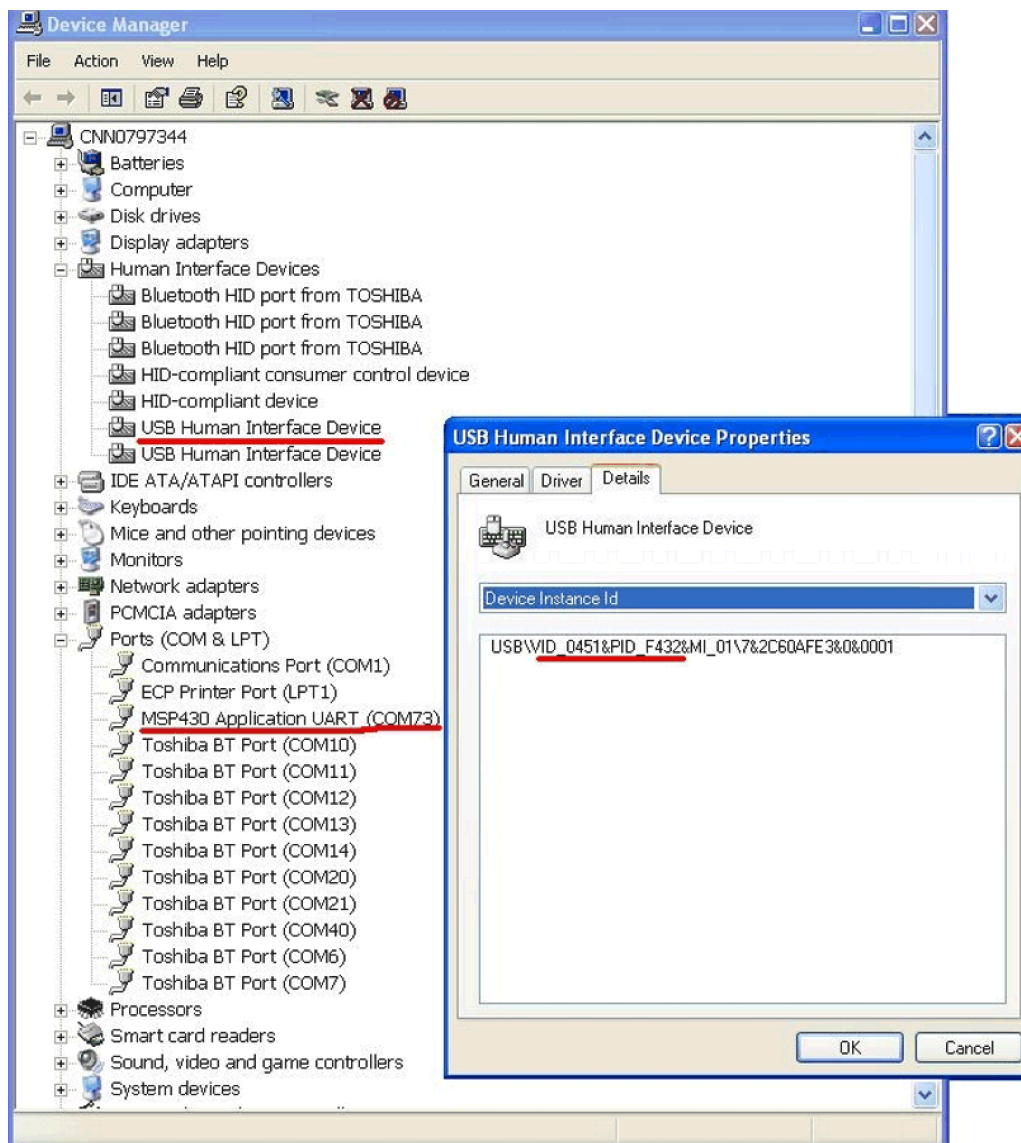 Device Manager
File Action View Help
CNN0797344
Batteries
Computer
Disk drives
Display adapters
Human Interface Devices
Bluetooth HID port from TOSHIBA
Bluetooth HID port from TOSHIBA
Bluetooth HID port from TOSHIBA
HID-compliant consumer control device
HID-compliant device
USB Human Interface Device
USB Human Interface Device
IDE ATA/ATAPI controllers
Keyboards
Mice and other pointing devices
Monitors
Network adapters
PCMCIA adapters
Ports (COM & LPT)
Communications Port (COM1)
ECP Printer Port (LPT1)
MSP430 Application UART (COM73)
Toshiba BT Port (COM10)
Toshiba BT Port (COM11)
Toshiba BT Port (COM12)
Toshiba BT Port (COM13)
Toshiba BT Port (COM14)
Toshiba BT Port (COM20)
Toshiba BT Port (COM21)
Toshiba BT Port (COM40)
Toshiba BT Port (COM6)
Toshiba BT Port (COM7)
Processors
Smart card readers
Sound, video and game controllers
System devices
USB Human Interface Device Properties
General Driver Details
USB Human Interface Device
Device Instance Id
USB\VID_0451&PID_F432&MI_01\7&2C60AFE3&0&0001
OK Cancel